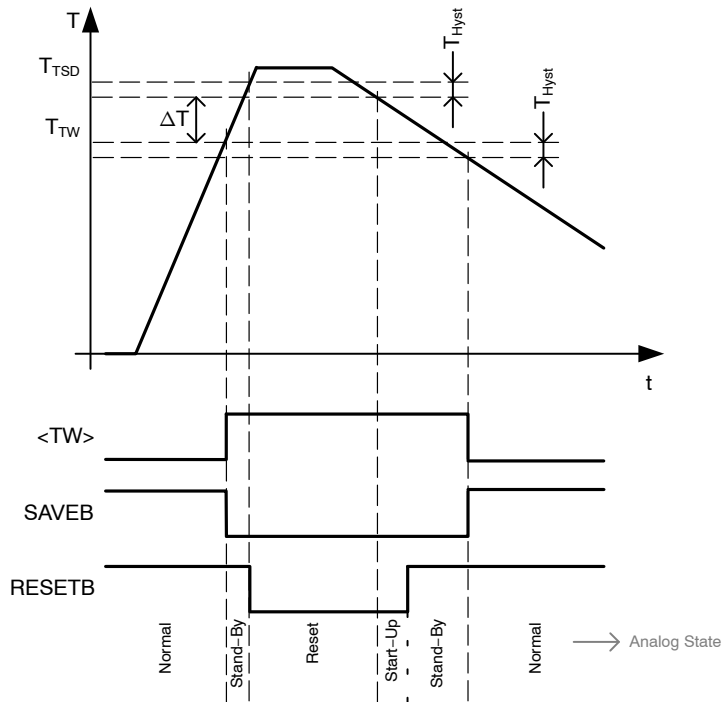 T
T_Hyst
T_TSD
T_Hyst
ΔT
T_TW
t
<TW>
SAVEB
RESETB
Normal
Stand−By
Reset
Start−Up
Stand−By
Normal
Analog State